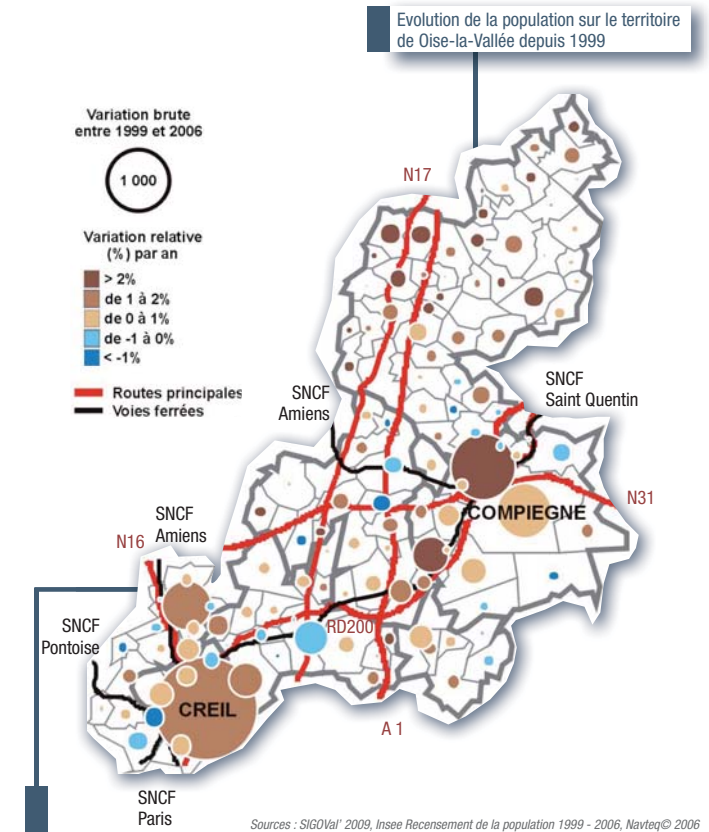 Evolution de la population sur le territoire
de Oise-la-Vallée depuis 1999
Variation brute
entre 1999 et 2006
1 000
Variation relative
(%) par an
> 2%
de 1 à 2%
de 0 à 1%
de -1 à 0%
< -1%
Routes principales
Voies ferrées
N17
SNCF
Amiens
SNCF
Saint Quentin
N31
COMPIEGNE
SNCF
Amiens
N16
SNCF
Pontoise
RD200
CREIL
A 1
SNCF
Paris
Sources : SIGOVal' 2009, Insee Recensement de la population 1999 - 2006, Navteq© 2006